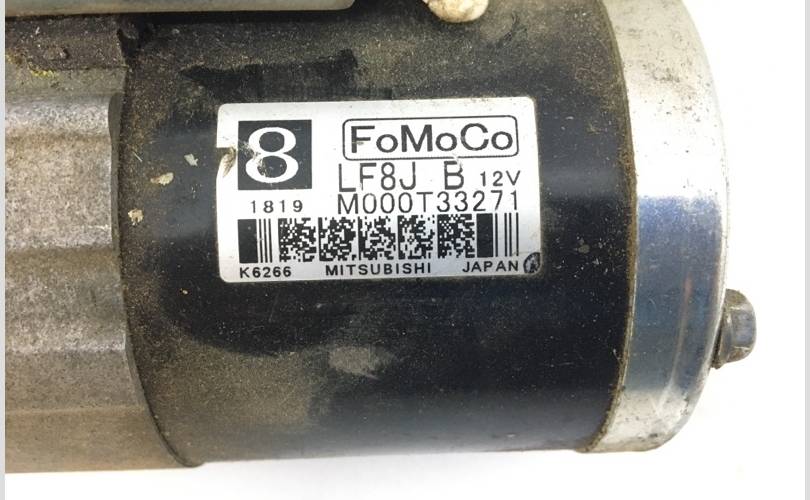 8
FoMoCo
LF8J B 12V
1819 M000T33271
K6266 MITSUBISHI JAPAN